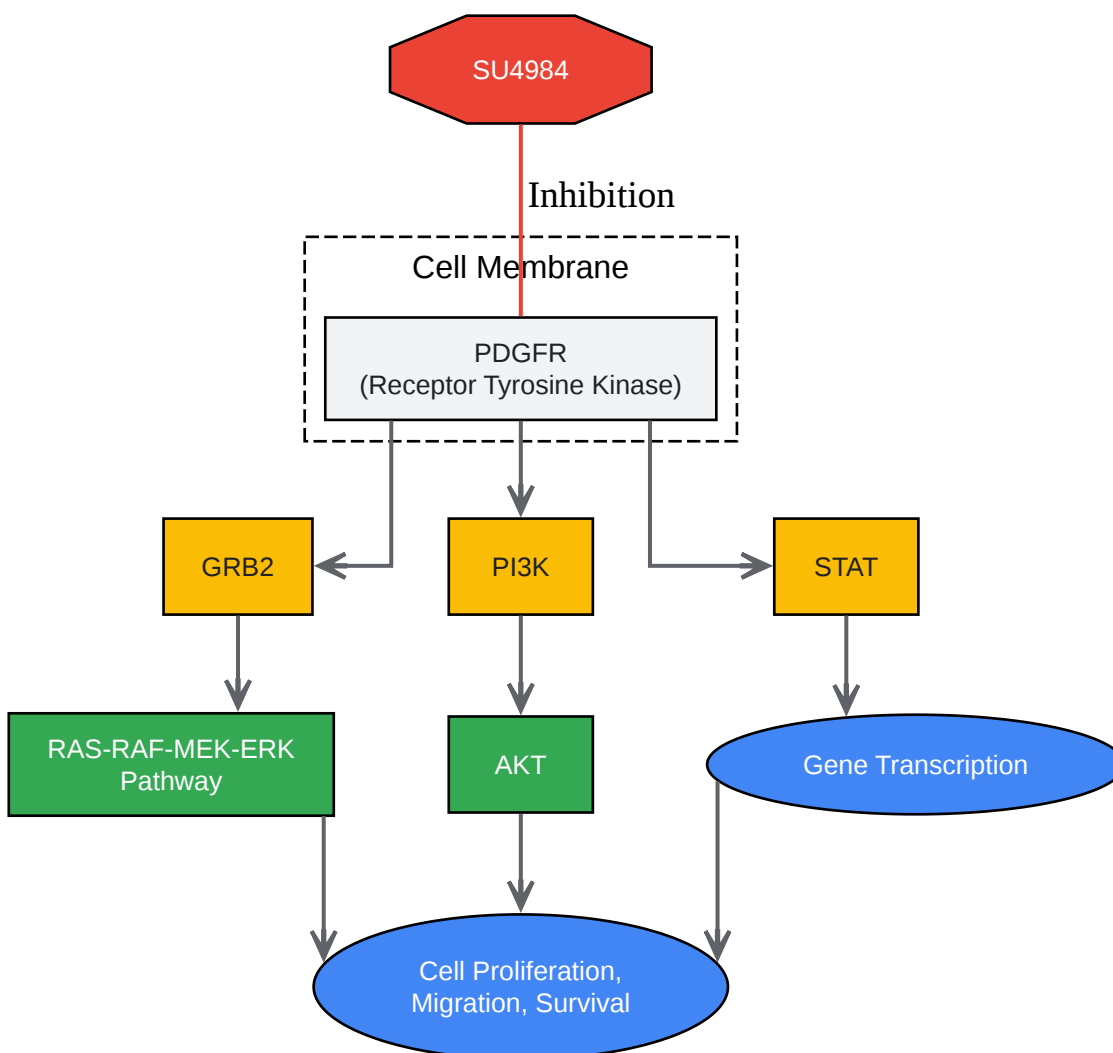 SU4984
Inhibition
Cell Membrane
PDGFR
(Receptor Tyrosine Kinase)
GRB2
PI3K
STAT
RAS-RAF-MEK-ERK
Pathway
AKT
Gene Transcription
Cell Proliferation,
Migration, Survival